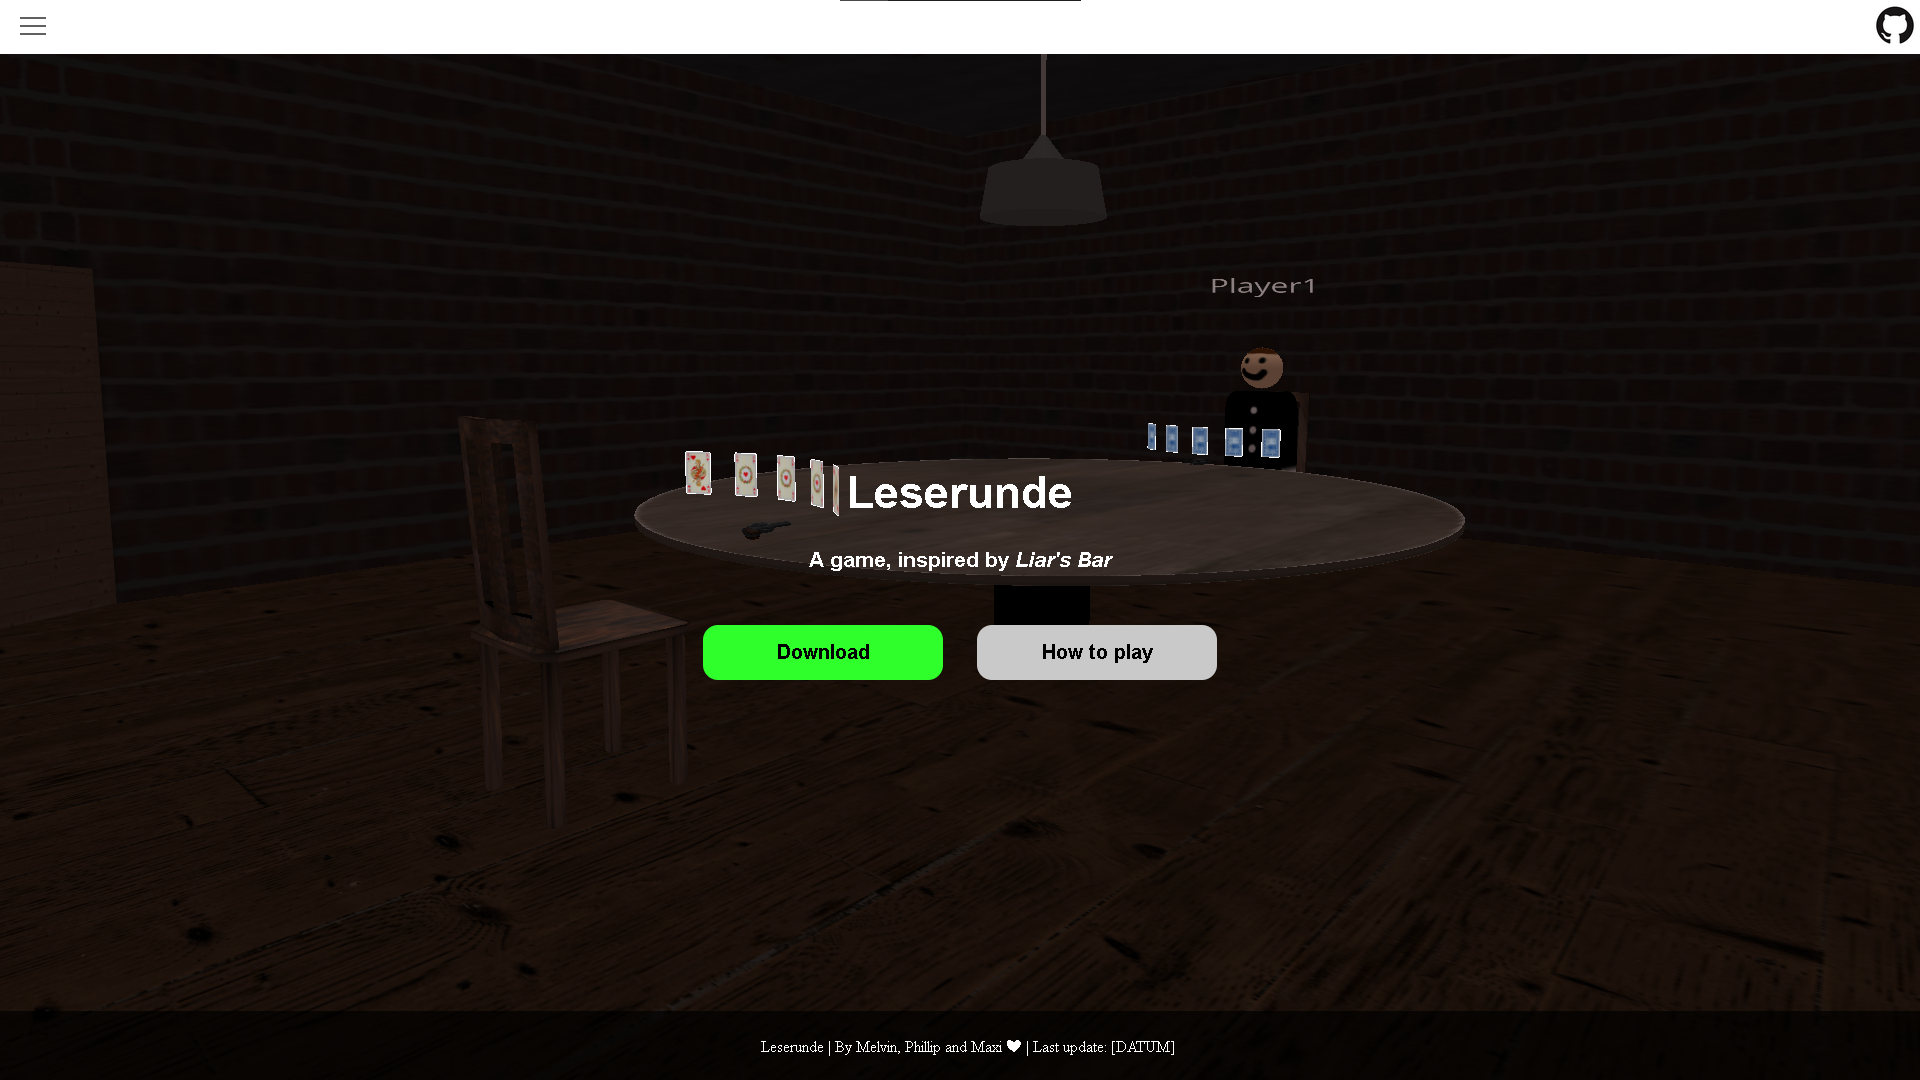 Player1
Leserunde
A game, inspired by Liar's Bar
Download
How to play
Leserunde | By Melvin, Phillip and Maxi ♥ | Last update: [DATUM]